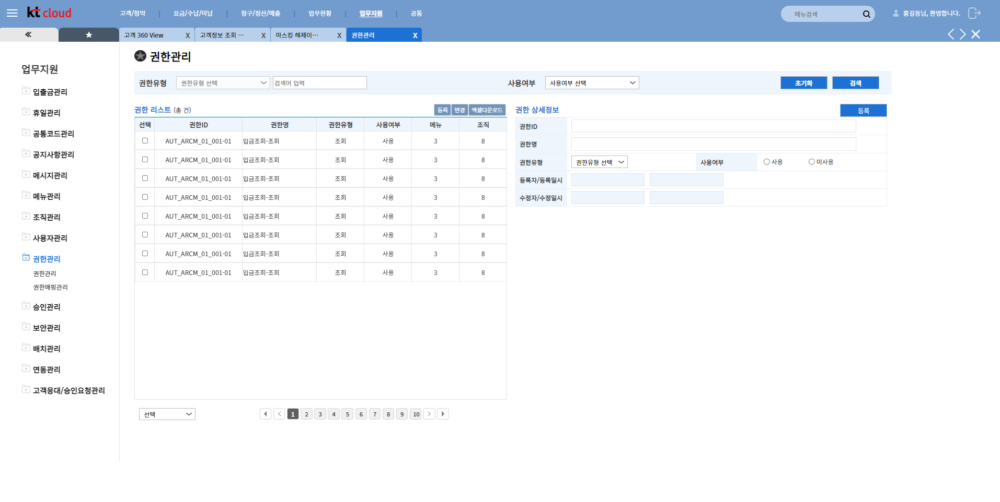 kt cloud
고객/청약 | 요금/수납/미납 | 청구/정산/매출 | 업무현황 | 업무지원 | 공통
메뉴검색
홍길동님, 환영합니다.
고객 360 View X
고객정보 조회 ··· X
마스킹 해제이··· X
권한관리 X
업무지원
입출금관리
휴일관리
공통코드관리
공지사항관리
메시지관리
메뉴관리
조직관리
사용자관리
권한관리
권한관리
권한매핑관리
승인관리
보안관리
배치관리
연동관리
고객응대/승인요청관리
권한관리
권한유형 권한유형 선택 검색어 입력 사용여부 사용여부 선택 초기화 검색
권한 리스트 (총 건) 등록 변경 엑셀다운로드
선택 권한ID 권한명 권한유형 사용여부 메뉴 조직
AUT_ARCM_01_001-01 입금조회-조회 조회 사용 3 8
AUT_ARCM_01_001-01 입금조회-조회 조회 사용 3 8
AUT_ARCM_01_001-01 입금조회-조회 조회 사용 3 8
AUT_ARCM_01_001-01 입금조회-조회 조회 사용 3 8
AUT_ARCM_01_001-01 입금조회-조회 조회 사용 3 8
AUT_ARCM_01_001-01 입금조회-조회 조회 사용 3 8
AUT_ARCM_01_001-01 입금조회-조회 조회 사용 3 8
AUT_ARCM_01_001-01 입금조회-조회 조회 사용 3 8
선택
1 2 3 4 5 6 7 8 9 10
권한 상세정보 등록
권한ID
권한명
권한유형 권한유형 선택 사용여부 사용 미사용
등록자/등록일시
수정자/수정일시